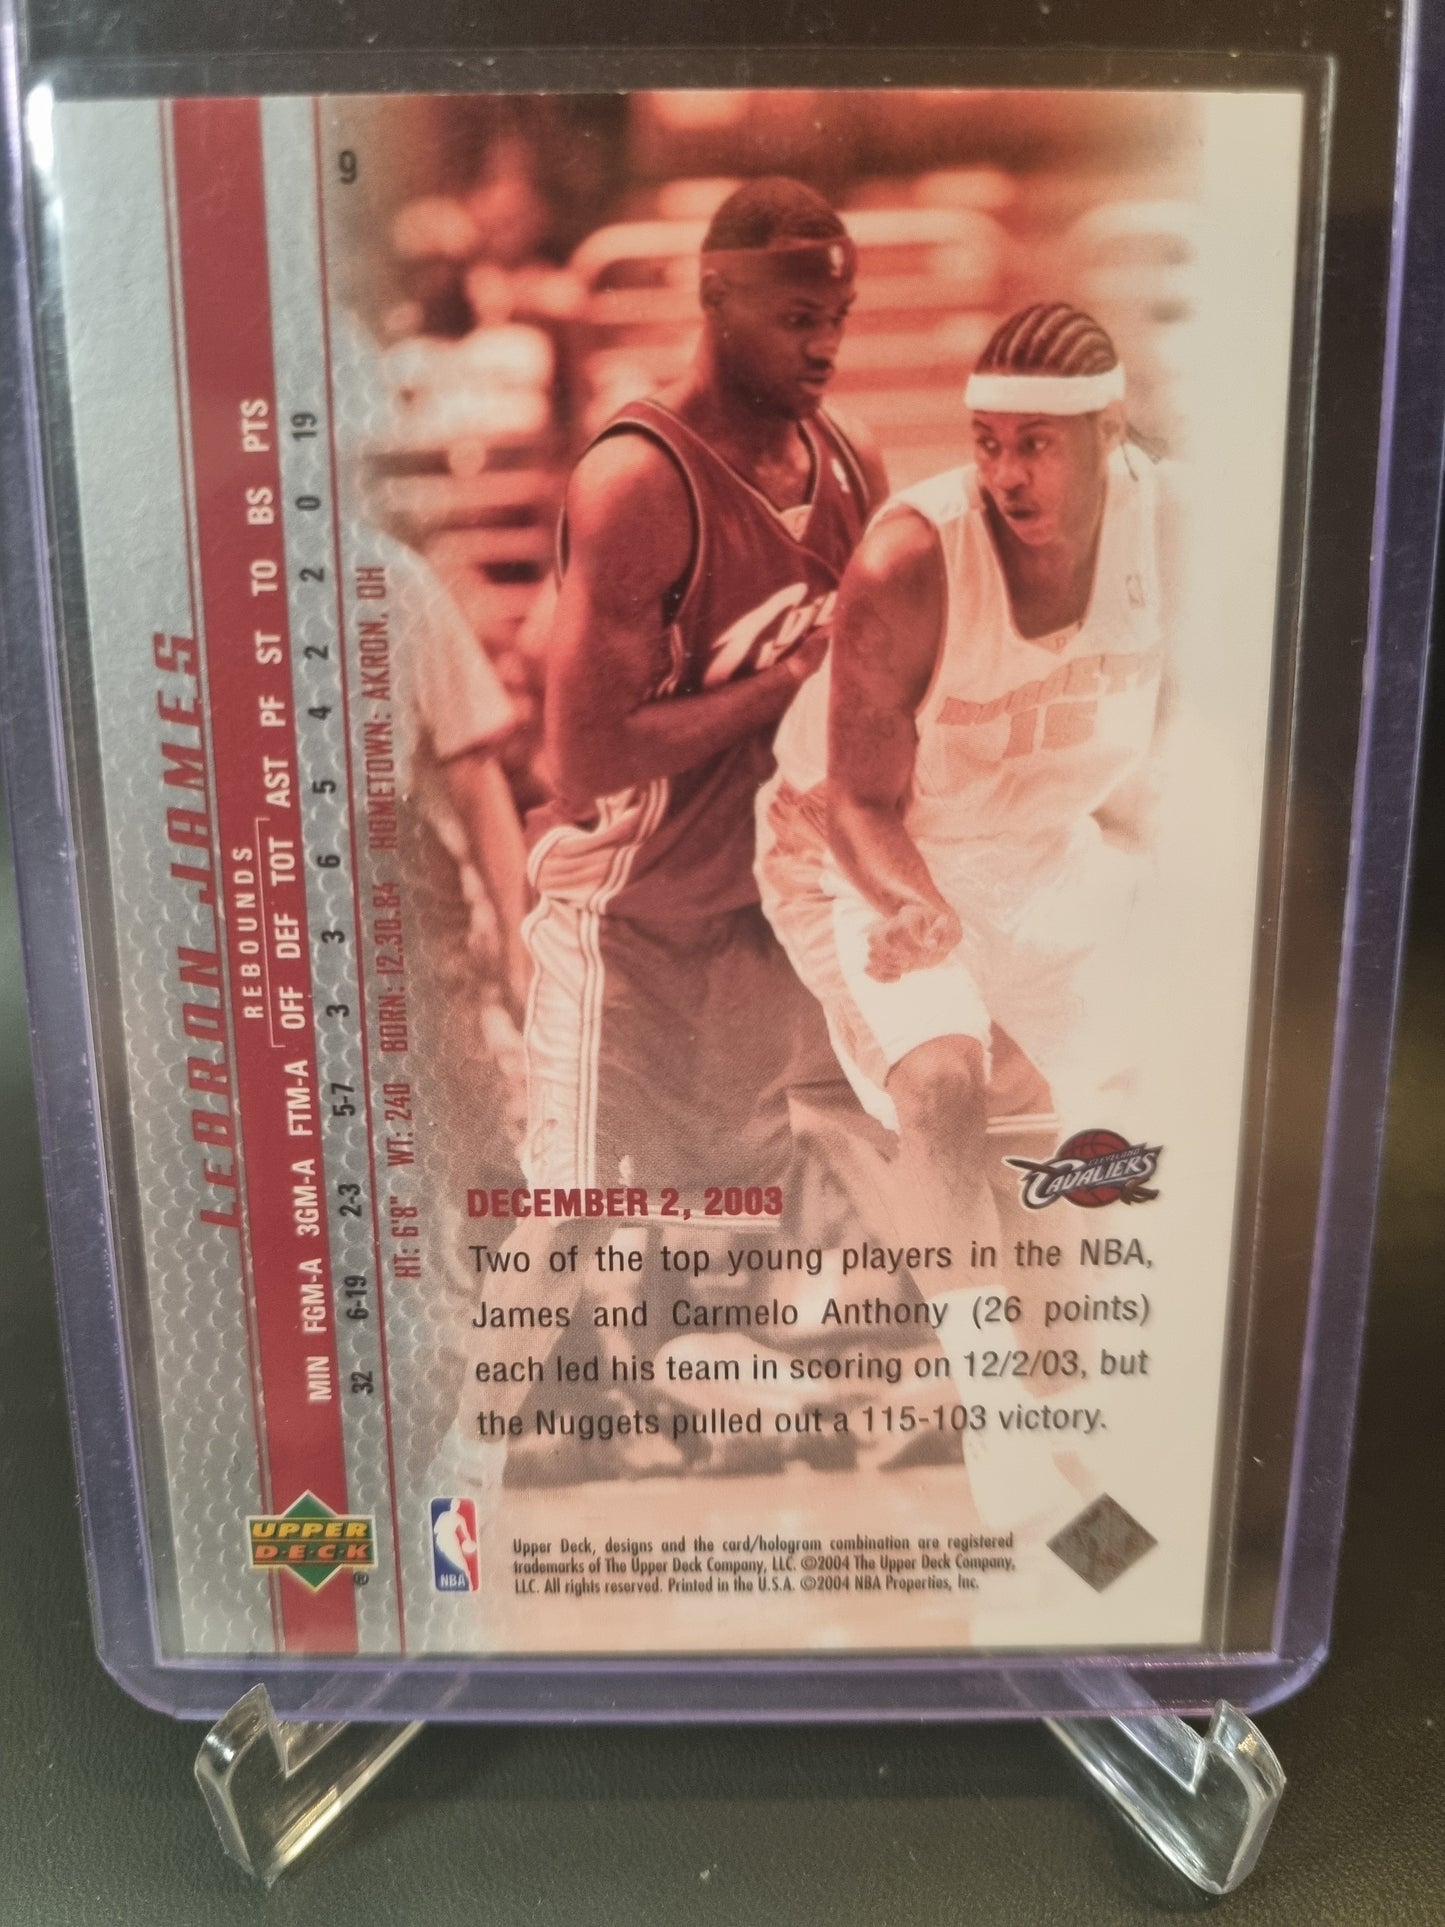 9
LEBRON JAMES
REBOUNDS
MIN FGM-A 3GM-A FTM-A OFF DEF TOT AST PF ST TO BS PTS
32 6-19 2-3 5-7 3 3 6 5 4 2 2 0 19
HT: 6'8" WT: 240 BORN: 12.30.84 HOMETOWN: AKRON, OH
NUGGETS
15
CLEVELAND
CAVALIERS
DECEMBER 2, 2003
Two of the top young players in the NBA,
James and Carmelo Anthony (26 points)
each led his team in scoring on 12/2/03, but
the Nuggets pulled out a 115-103 victory.
UPPER
D·E·C·K
®
NBA
Upper Deck, designs and the card/hologram combination are registered
trademarks of The Upper Deck Company, LLC. ©2004 The Upper Deck Company,
LLC. All rights reserved. Printed in the U.S.A. ©2004 NBA Properties, Inc.